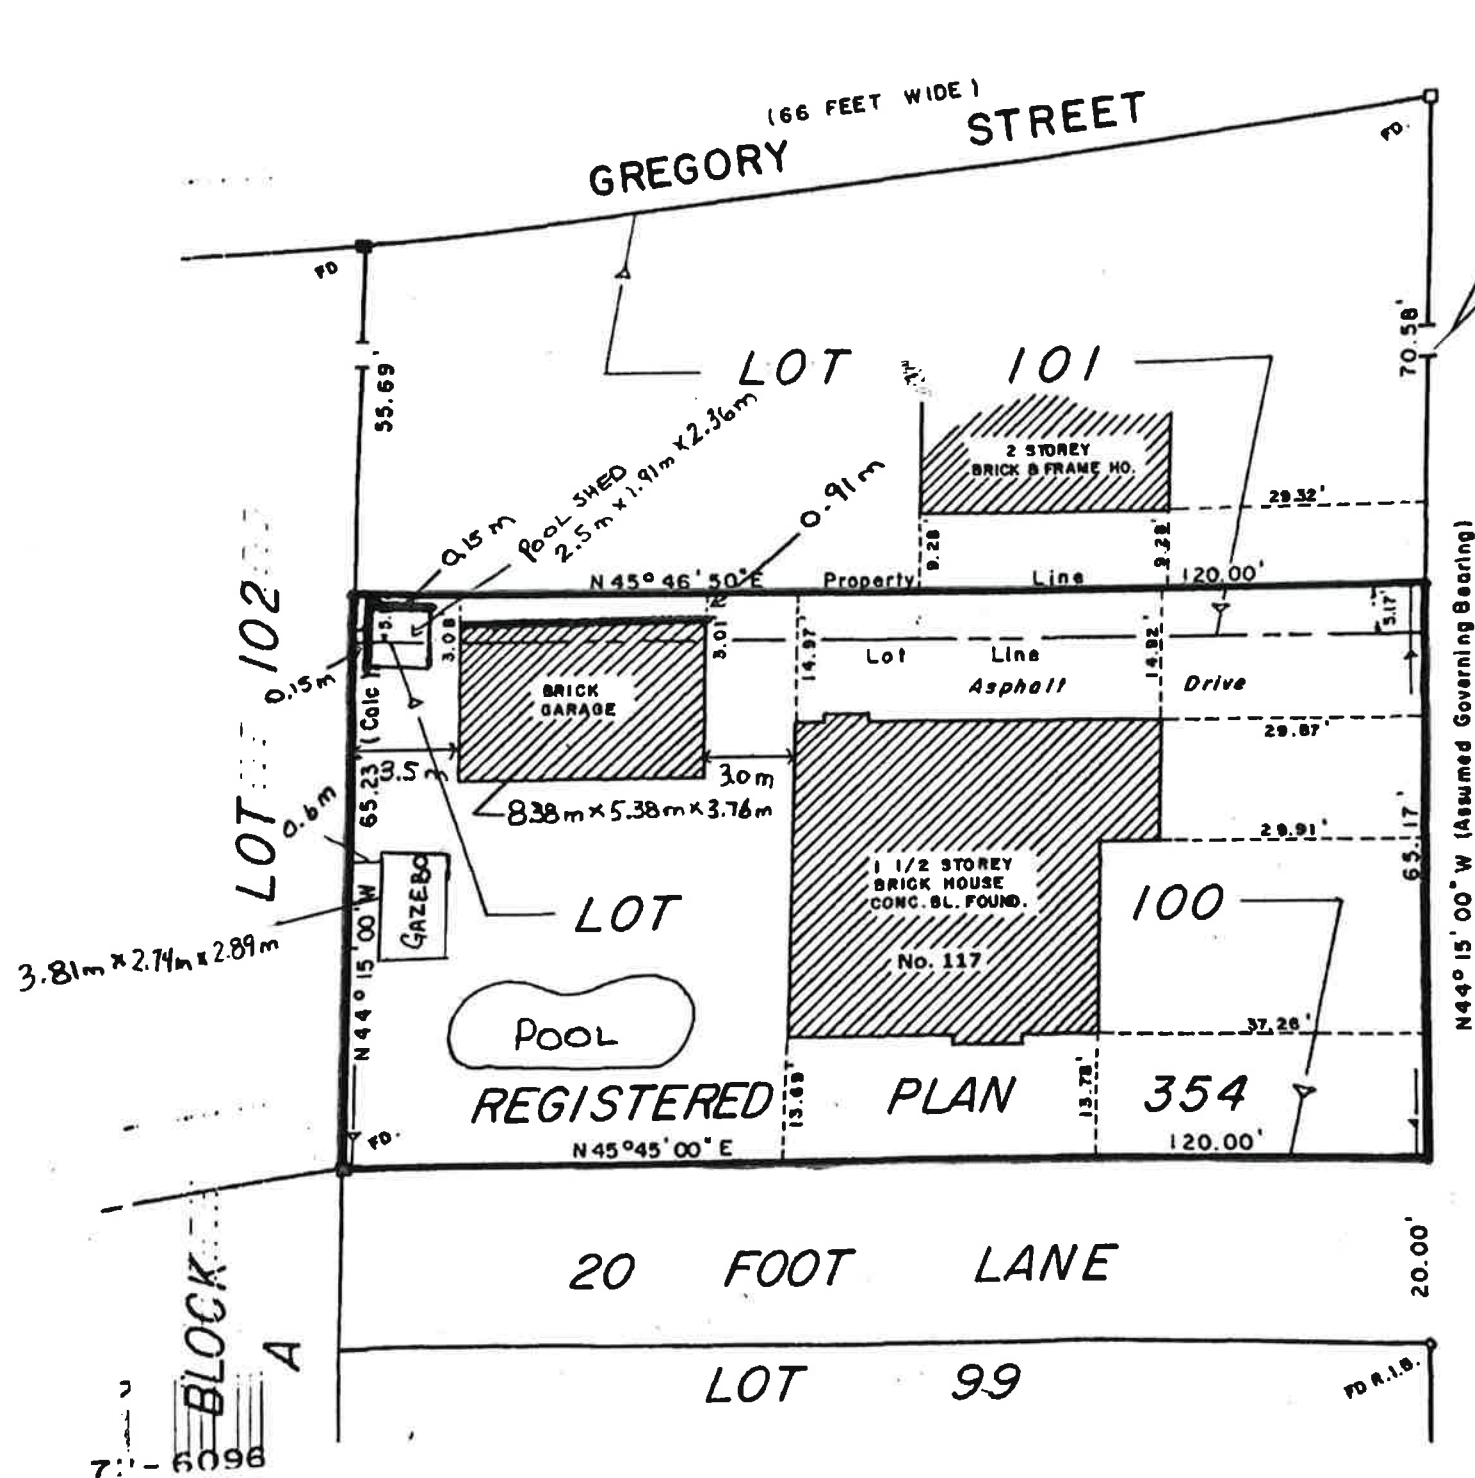 (66 FEET WIDE)
GREGORY STREET
FD.
FD
55.69'
70.58'
LOT 101
2 STOREY
BRICK & FRAME HO.
29.32'
9.28'
9.28'
POOL SHED
2.5m x 1.91m x 2.36m
0.15m
0.91m
N 45° 46' 50" E Property Line 120.00'
3.08
3.01'
14.97'
14.92'
5.17'
Lot Line
Asphalt Drive
LOT 102
0.15m
(Calc
BRICK
GARAGE
29.87'
3.5
3.0m
8.38m x 5.38m x 3.76m
65.23'
0.6m
29.91'
65.17'
N44° 15' 00" W (Assumed Governing Bearing)
GAZEBO
3.81m x 2.74m x 2.89m
N 44° 15' 00" W
LOT 100
1 1/2 STOREY
BRICK HOUSE
CONC. BL. FOUND.
No. 117
POOL
37.26'
REGISTERED PLAN 354
13.69'
13.78'
FD.
N 45° 45' 00" E
120.00'
20 FOOT LANE
20.00'
BLOCK
A
LOT 99
FD R.I.B.
6096